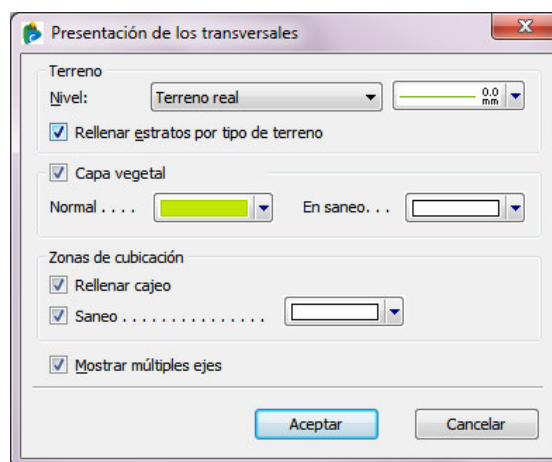 Presentación de los transversales
Terreno
Nivel: Terreno real 0.0 mm
Rellenar estratos por tipo de terreno
Capa vegetal
Normal . . . . En saneo. . .
Zonas de cubicación
Rellenar cajeo
Saneo . . . . . . . . . . . . . . .
Mostrar múltiples ejes
Aceptar Cancelar